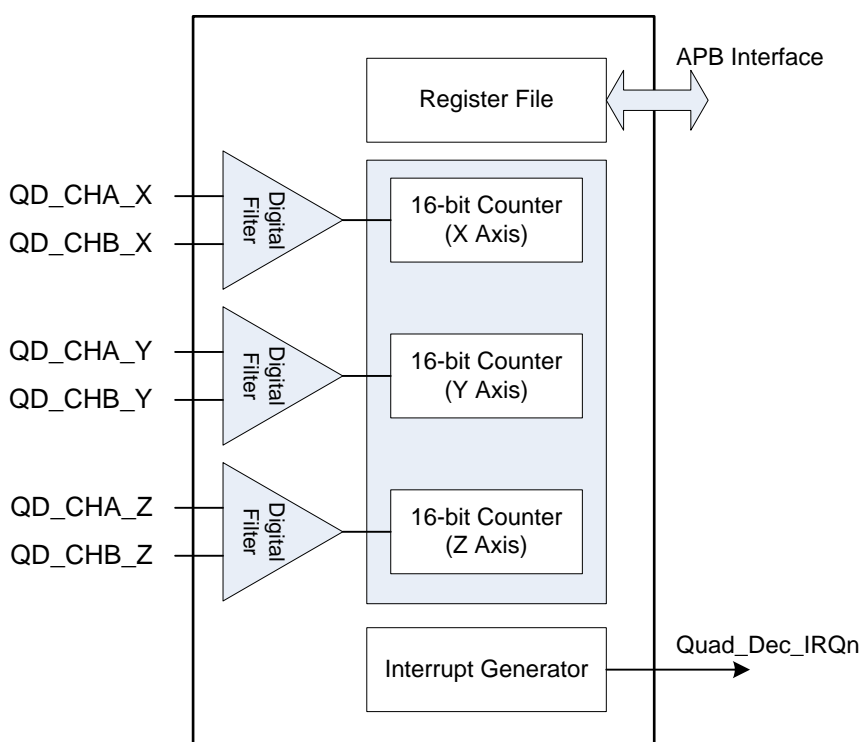 APB Interface
Register File
QD_CHA_X
QD_CHB_X
Digital
Filter
16-bit Counter
(X Axis)
QD_CHA_Y
QD_CHB_Y
Digital
Filter
16-bit Counter
(Y Axis)
QD_CHA_Z
QD_CHB_Z
Digital
Filter
16-bit Counter
(Z Axis)
Quad_Dec_IRQn
Interrupt Generator